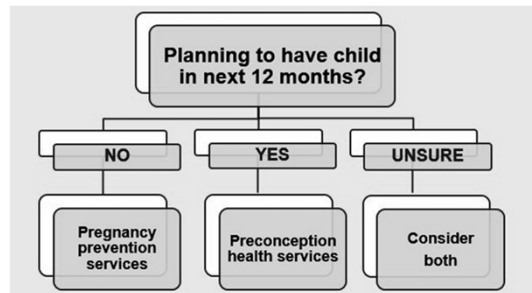 Planning to have child
in next 12 months?
NO
YES
UNSURE
Pregnancy
prevention
services
Preconception
health services
Consider
both